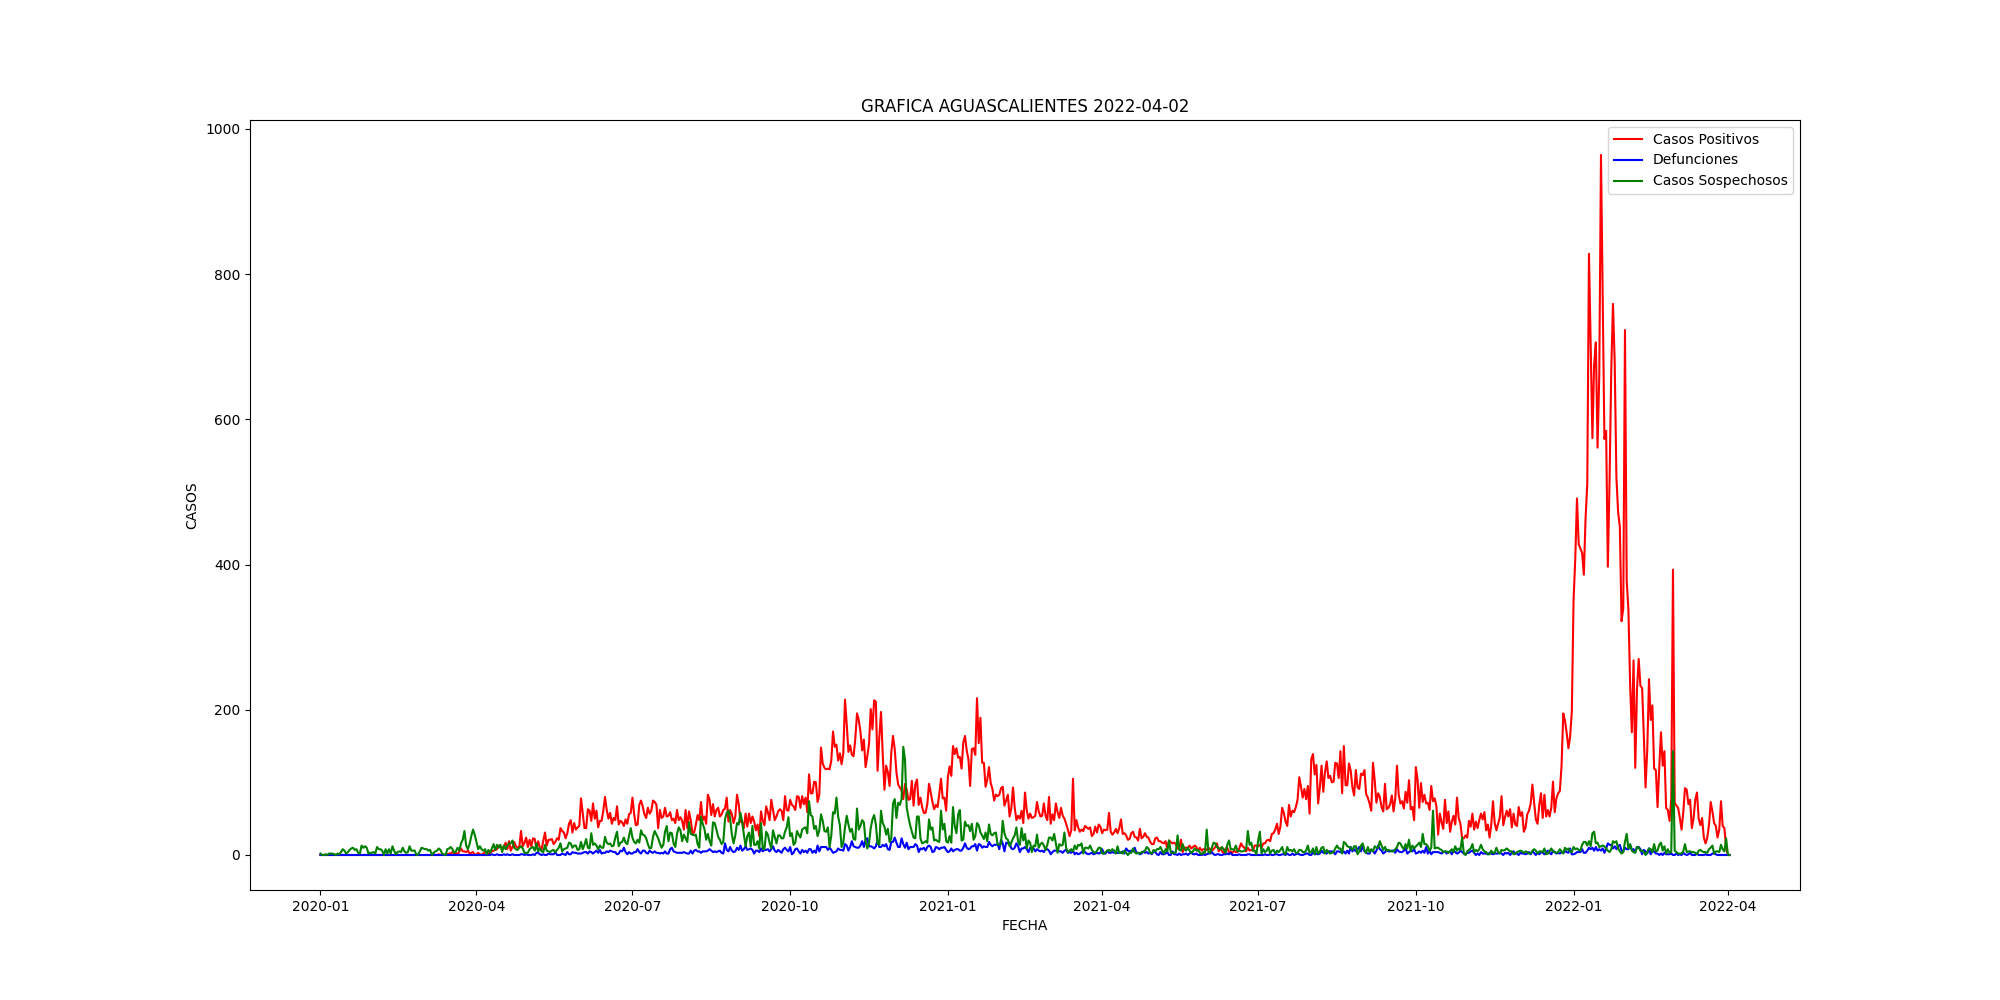 GRAFICA AGUASCALIENTES 2022-04-02
Casos Positivos
Defunciones
Casos Sospechosos
1000
800
600
400
200
0
CASOS
2020-01 2020-04 2020-07 2020-10 2021-01 2021-04 2021-07 2021-10 2022-01 2022-04
FECHA